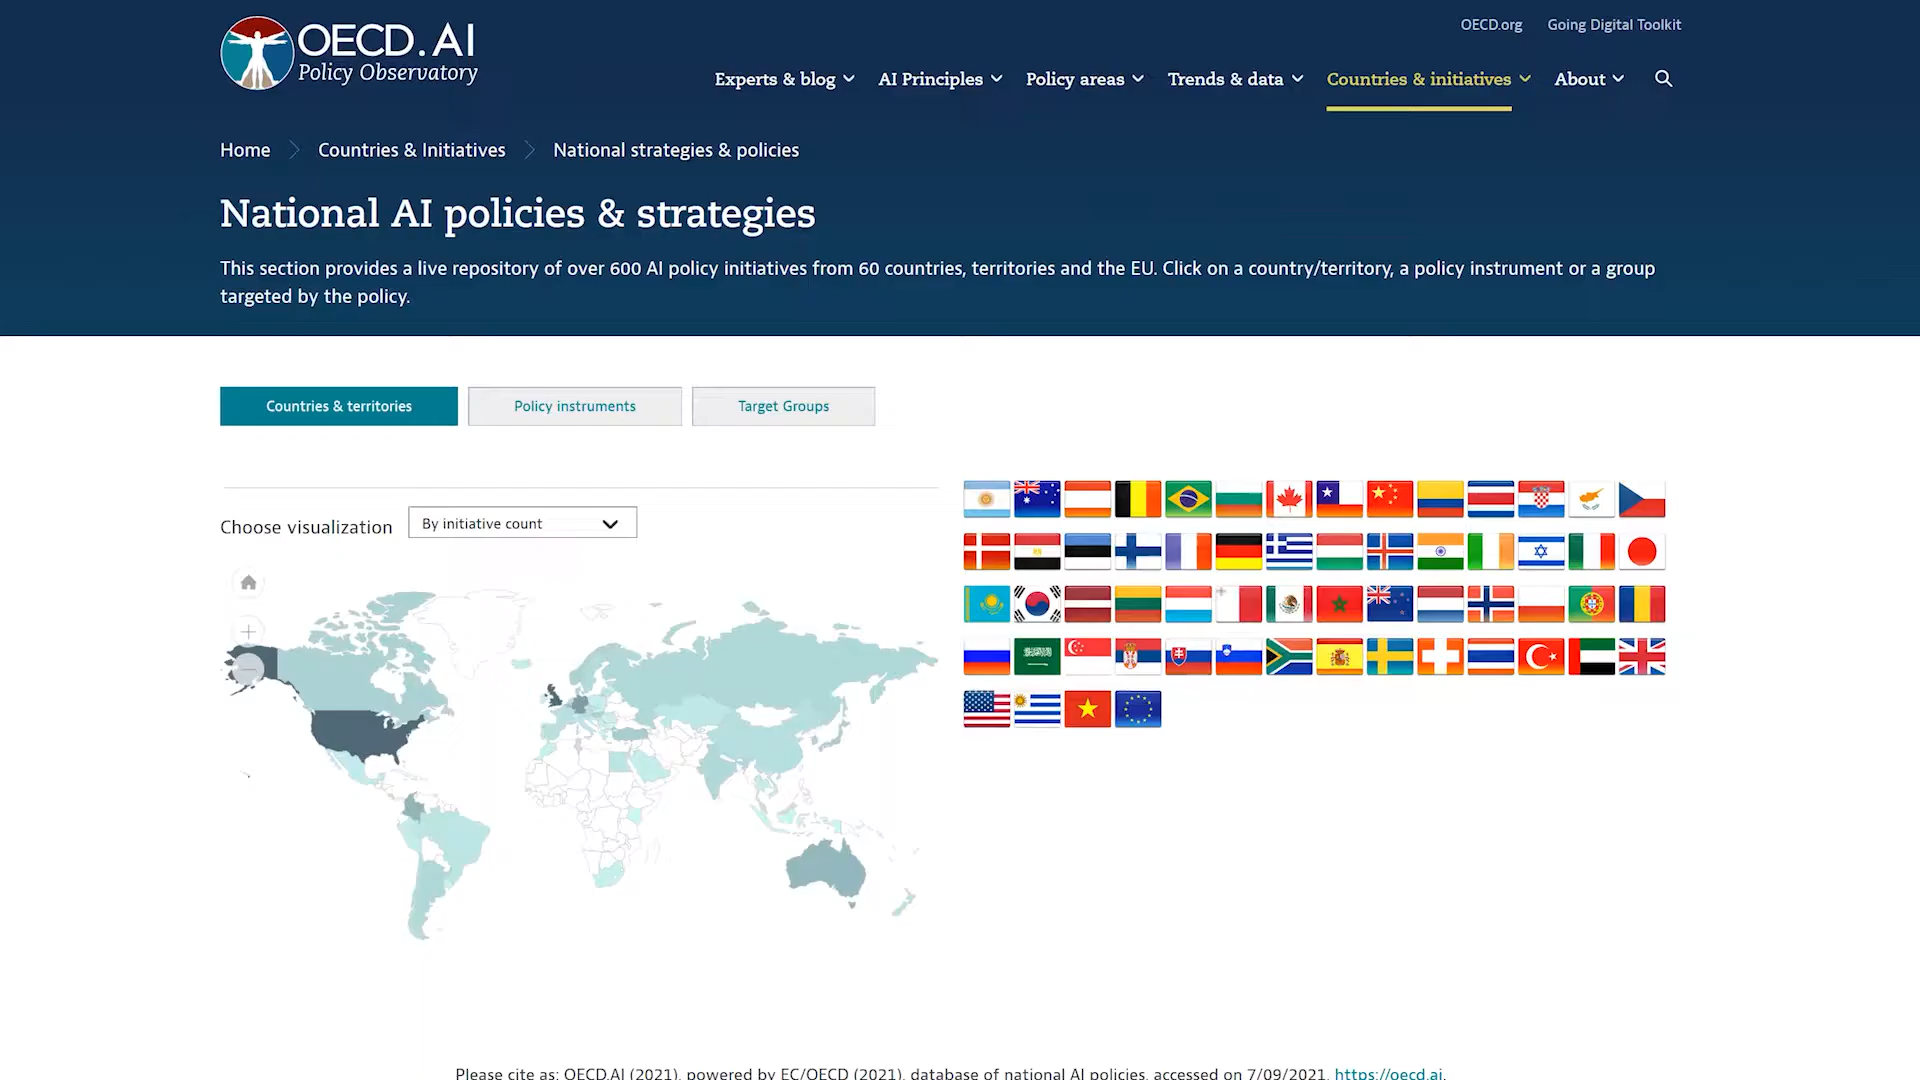 OECD.AI
Policy Observatory
OECD.org
Going Digital Toolkit
Experts & blog
AI Principles
Policy areas
Trends & data
Countries & initiatives
About
Home
Countries & Initiatives
National strategies & policies
National AI policies & strategies
This section provides a live repository of over 600 AI policy initiatives from 60 countries, territories and the EU. Click on a country/territory, a policy instrument or a group
targeted by the policy.
Countries & territories
Policy instruments
Target Groups
Choose visualization
By initiative count
Please cite as: OECD.AI (2021), powered by EC/OECD (2021), database of national AI policies, accessed on 7/09/2021, https://oecd.ai.